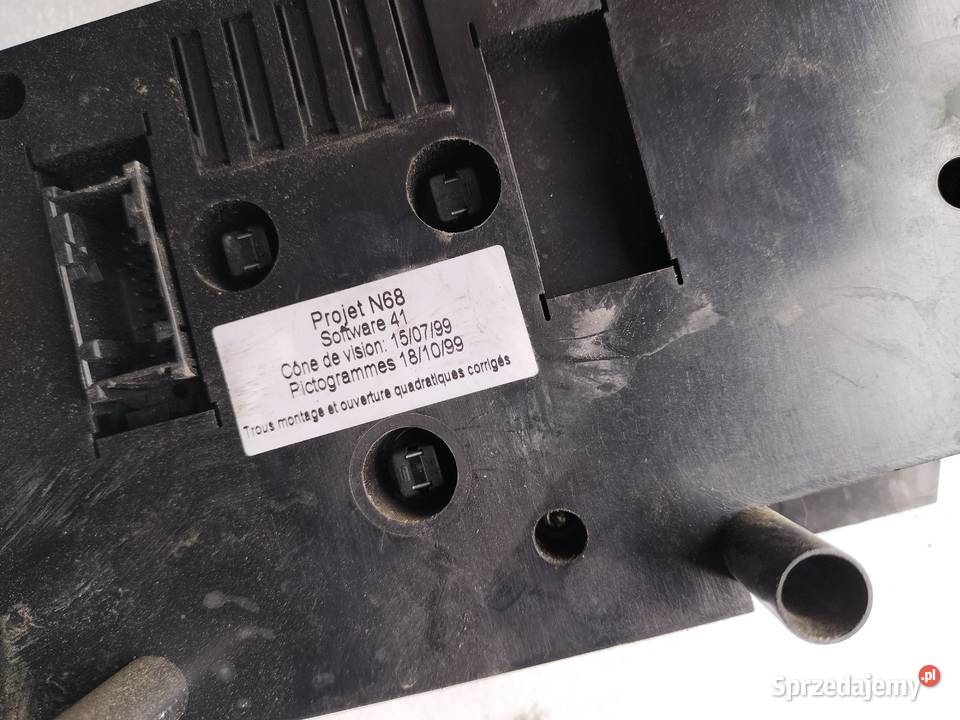 Projet N68
Software 41
Cône de vision: 15/07/99
Pictogrammes 18/10/99
Trous montage et ouverture quadratiques corrigés
Sprzedajemy.pl